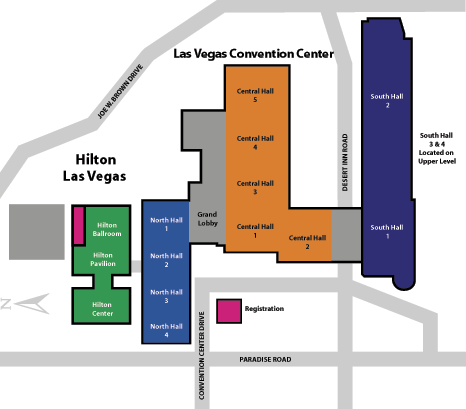 Las Vegas Convention Center
JOE W. BROWN DRIVE
Central Hall
5
South Hall
2
Central Hall
4
DESERT INN ROAD
South Hall
3 & 4
Located on
Upper Level
Hilton
Las Vegas
Central Hall
3
North Hall
1
Grand
Lobby
Hilton
Ballroom
Central Hall
1
Central Hall
2
South Hall
1
Hilton
Pavilion
North Hall
2
North Hall
3
N
Hilton
Center
Registration
North Hall
4
CONVENTION CENTER DRIVE
PARADISE ROAD